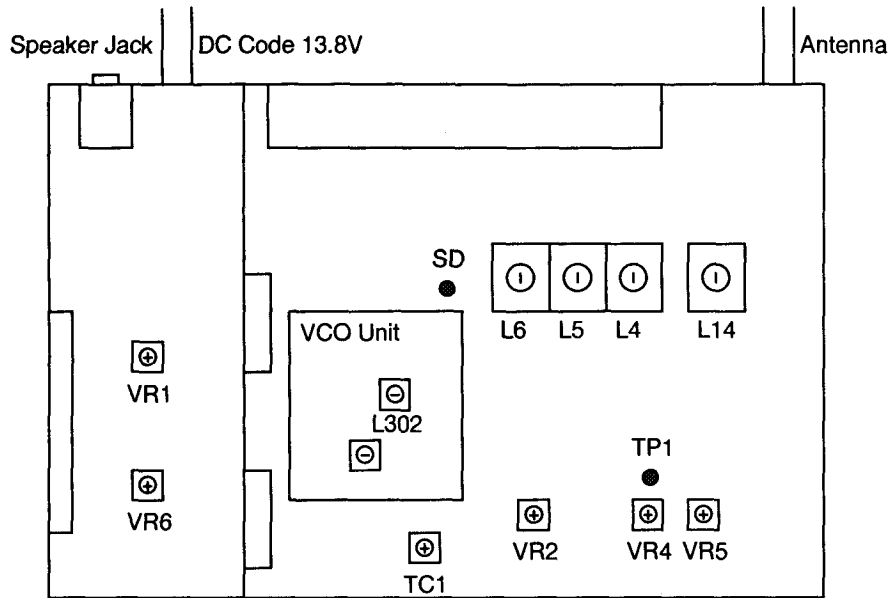 Speaker Jack
DC Code 13.8V
Antenna
SD
L6
L5
L4
L14
VCO Unit
VR1
L302
TP1
VR6
VR2
VR4
VR5
TC1